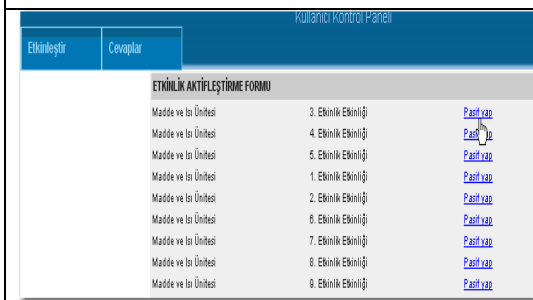 Kullanıcı Kontrol Paneli
Etkinleştir Cevaplar
ETKİNLİK AKTİFLEŞTİRME FORMU
Madde ve Isı Ünitesi 3. Etkinlik Etkinliği Pasif yap
Madde ve Isı Ünitesi 4. Etkinlik Etkinliği Pasif yap
Madde ve Isı Ünitesi 5. Etkinlik Etkinliği Pasif yap
Madde ve Isı Ünitesi 1. Etkinlik Etkinliği Pasif yap
Madde ve Isı Ünitesi 2. Etkinlik Etkinliği Pasif yap
Madde ve Isı Ünitesi 6. Etkinlik Etkinliği Pasif yap
Madde ve Isı Ünitesi 7. Etkinlik Etkinliği Pasif yap
Madde ve Isı Ünitesi 8. Etkinlik Etkinliği Pasif yap
Madde ve Isı Ünitesi 9. Etkinlik Etkinliği Pasif yap